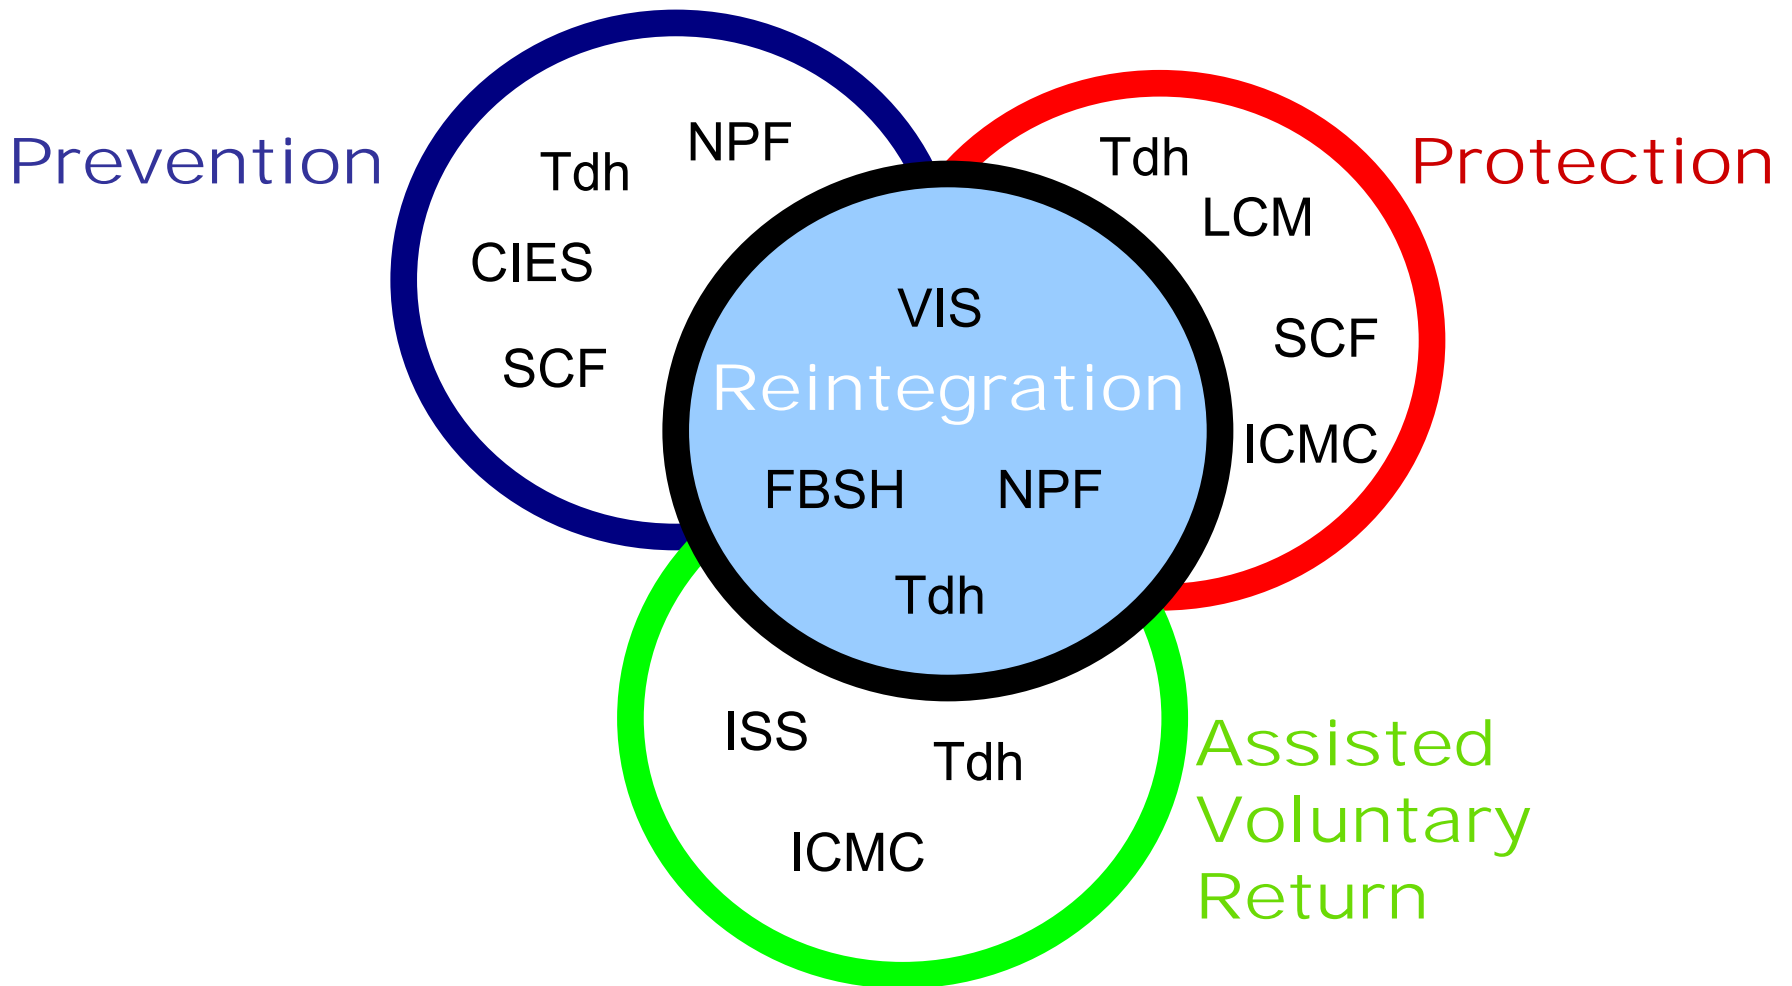 Prevention
Tdh
NPF
CIES
SCF
Protection
Tdh
LCM
SCF
ICMC
VIS
Reintegration
FBSH
NPF
Tdh
ISS
Tdh
ICMC
Assisted
Voluntary
Return